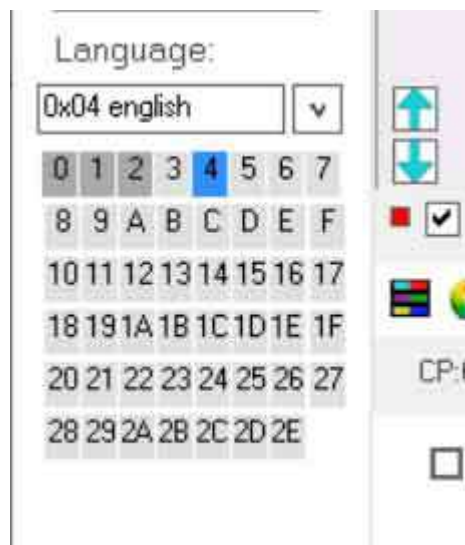 Language:
0x04 english
0 1 2 3 4 5 6 7
8 9 A B C D E F
10 11 12 13 14 15 16 17
18 19 1A 1B 1C 1D 1E 1F
20 21 22 23 24 25 26 27
CP:
28 29 2A 2B 2C 2D 2E